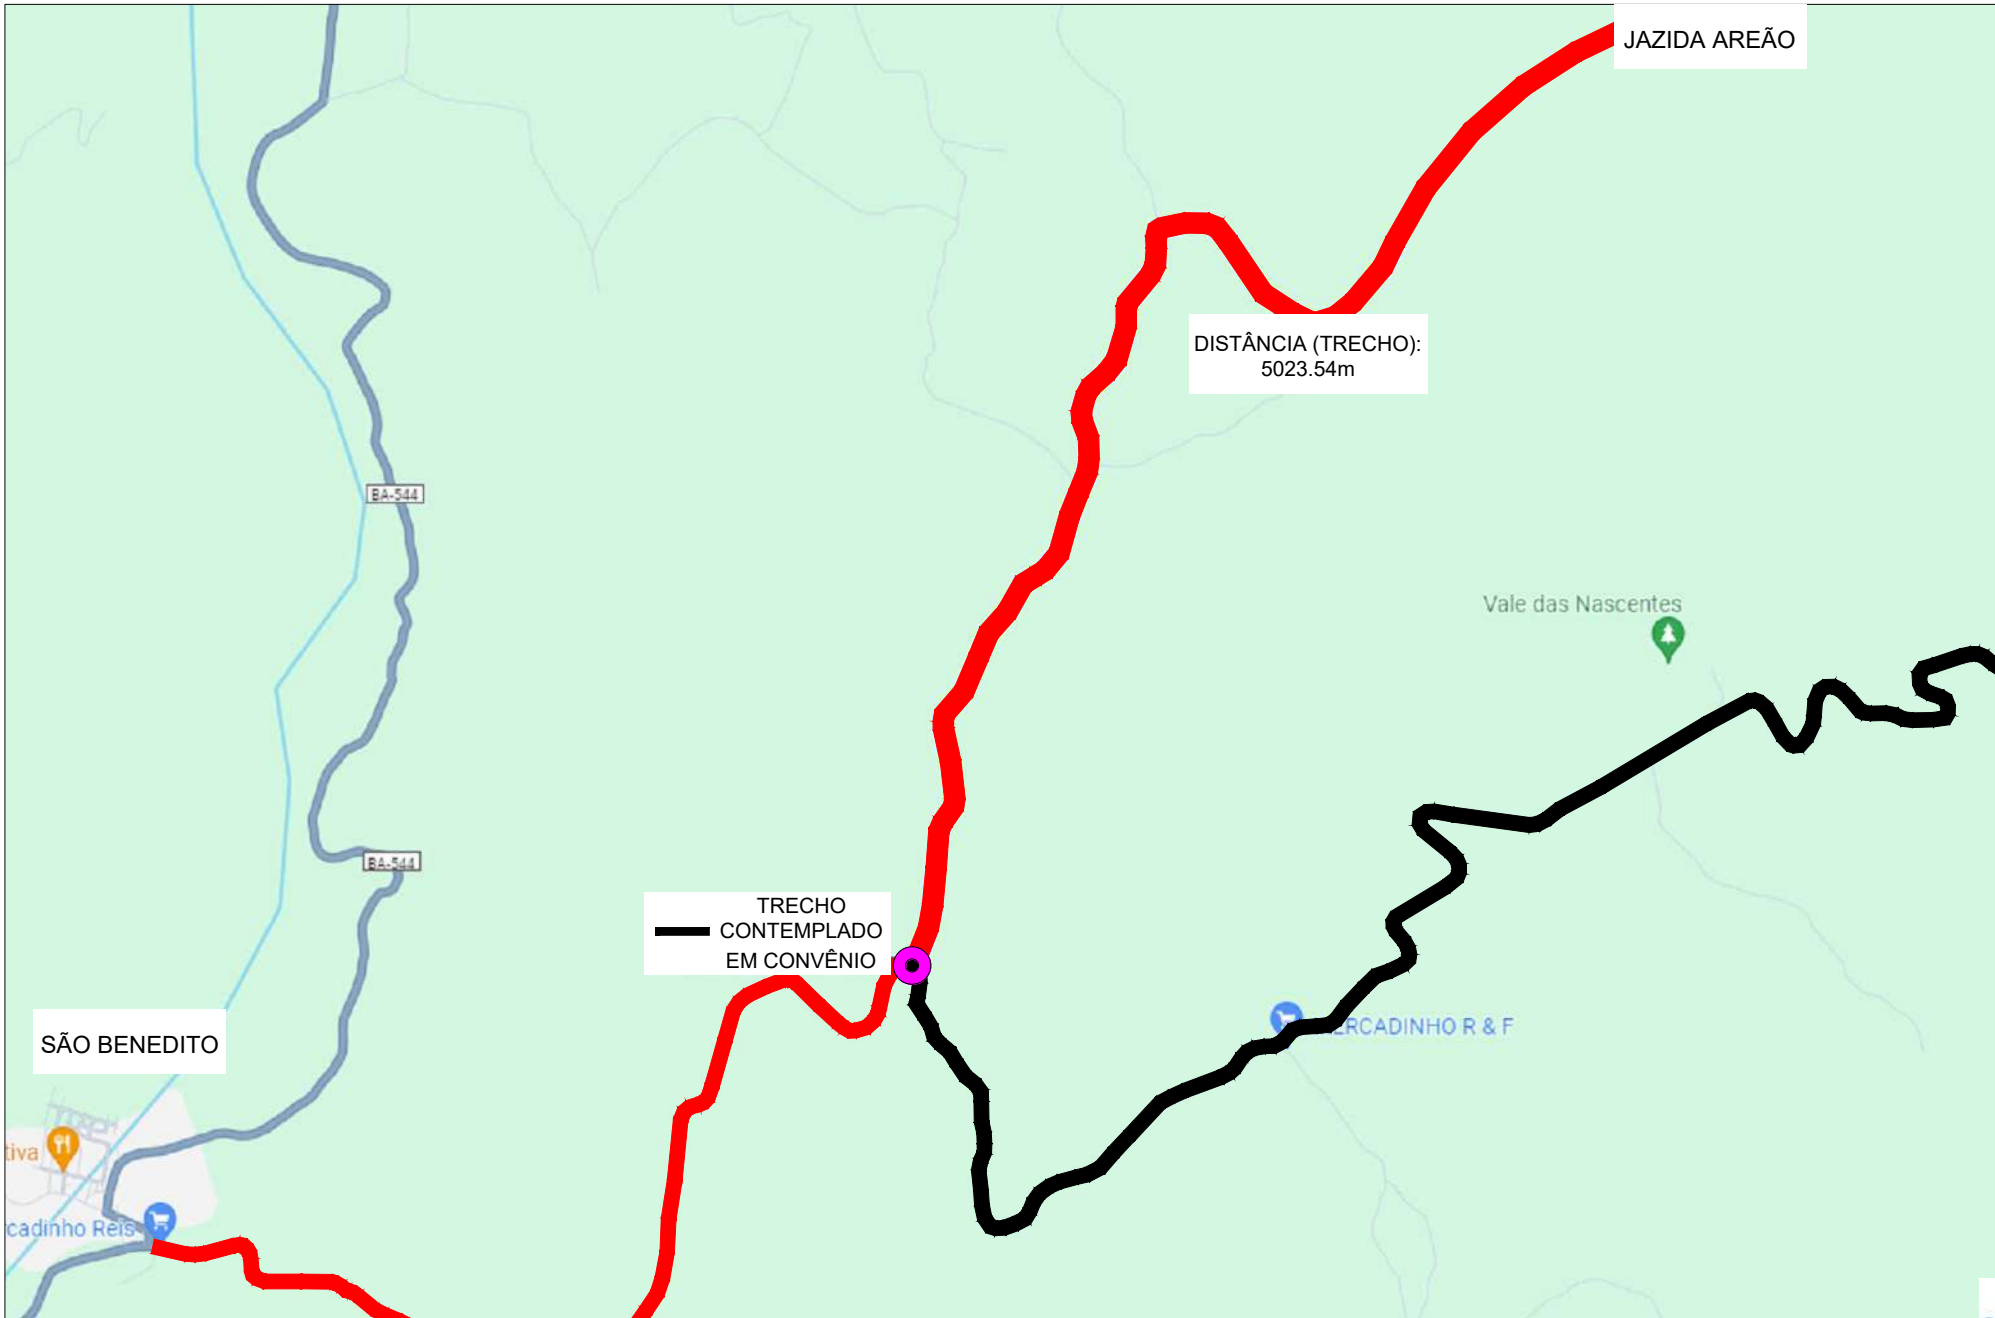 JAZIDA AREÃO
DISTÂNCIA (TRECHO):
5023.54m
BA-544
Vale das Nascentes
BA-544
TRECHO
CONTEMPLADO
EM CONVÊNIO
SÃO BENEDITO
ERCADINHO R & F
tiva
cadinho Reis